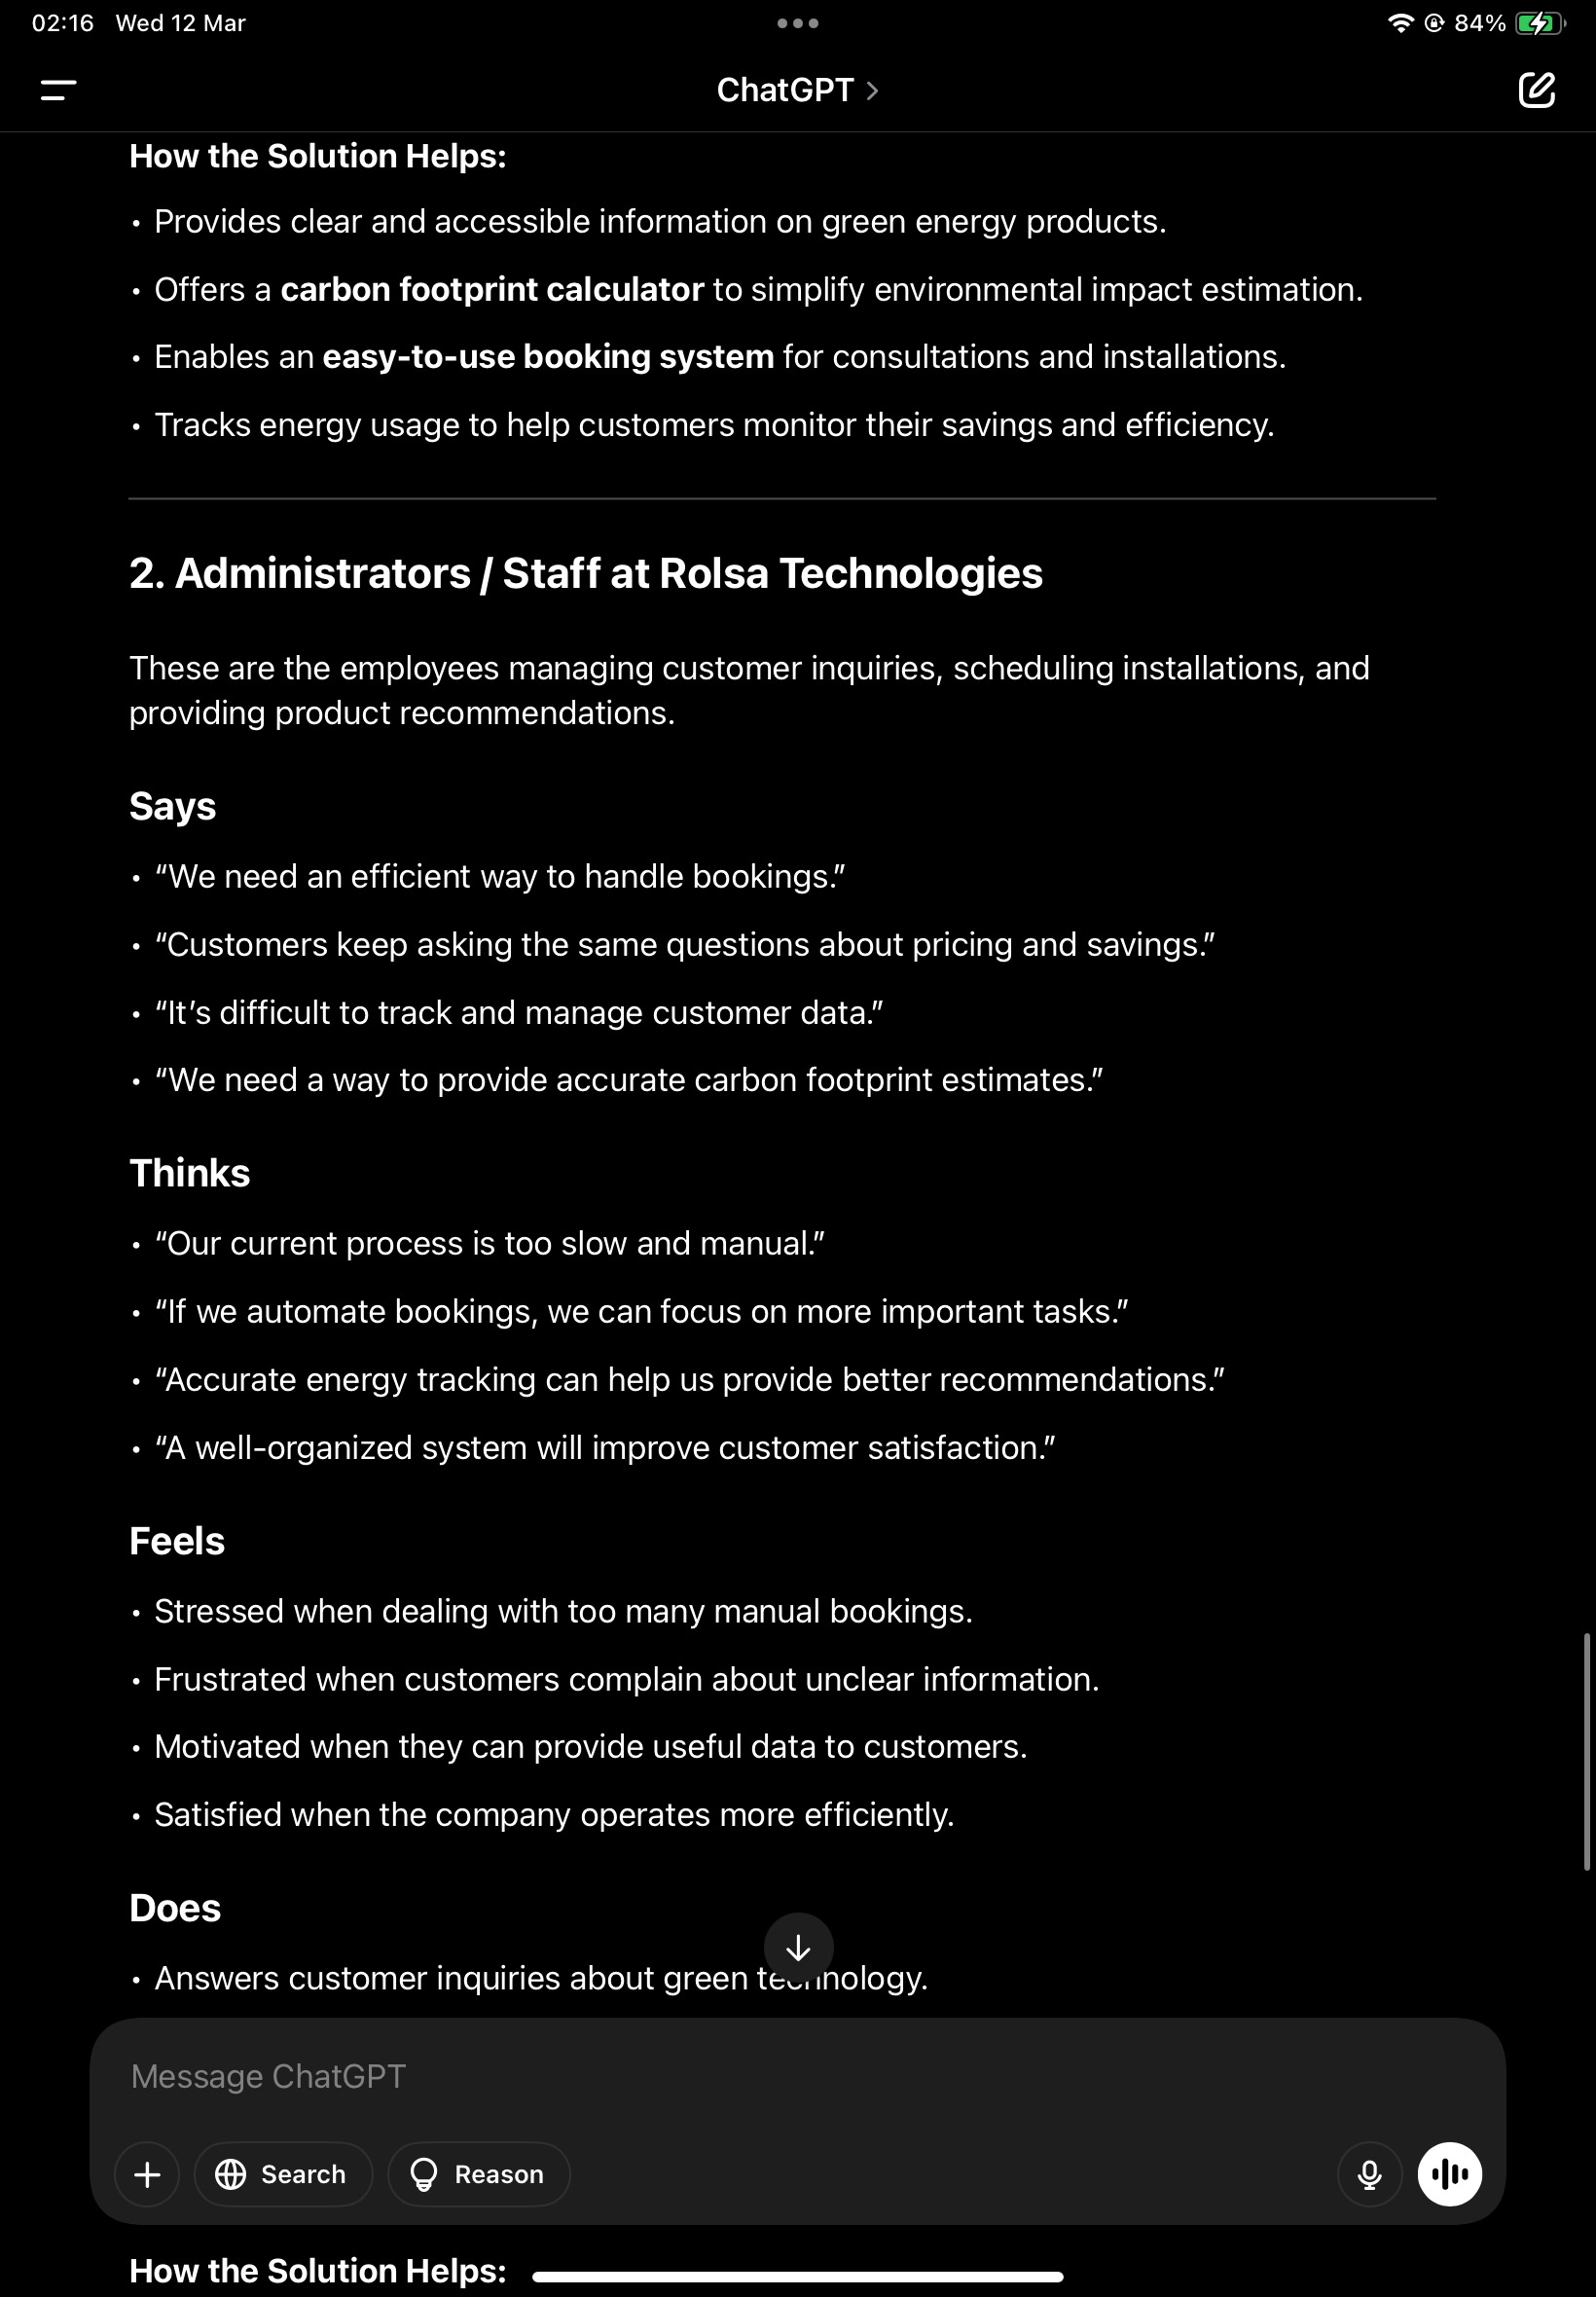 02:16 Wed 12 Mar
84%
ChatGPT
How the Solution Helps:
• Provides clear and accessible information on green energy products.
• Offers a carbon footprint calculator to simplify environmental impact estimation.
• Enables an easy-to-use booking system for consultations and installations.
• Tracks energy usage to help customers monitor their savings and efficiency.
2. Administrators / Staff at Rolsa Technologies
These are the employees managing customer inquiries, scheduling installations, and
providing product recommendations.
Says
• “We need an efficient way to handle bookings.”
• “Customers keep asking the same questions about pricing and savings.”
• “It’s difficult to track and manage customer data.”
• “We need a way to provide accurate carbon footprint estimates.”
Thinks
• “Our current process is too slow and manual.”
• “If we automate bookings, we can focus on more important tasks.”
• “Accurate energy tracking can help us provide better recommendations.”
• “A well-organized system will improve customer satisfaction.”
Feels
• Stressed when dealing with too many manual bookings.
• Frustrated when customers complain about unclear information.
• Motivated when they can provide useful data to customers.
• Satisfied when the company operates more efficiently.
Does
• Answers customer inquiries about green technology.
Message ChatGPT
Search
Reason
How the Solution Helps: